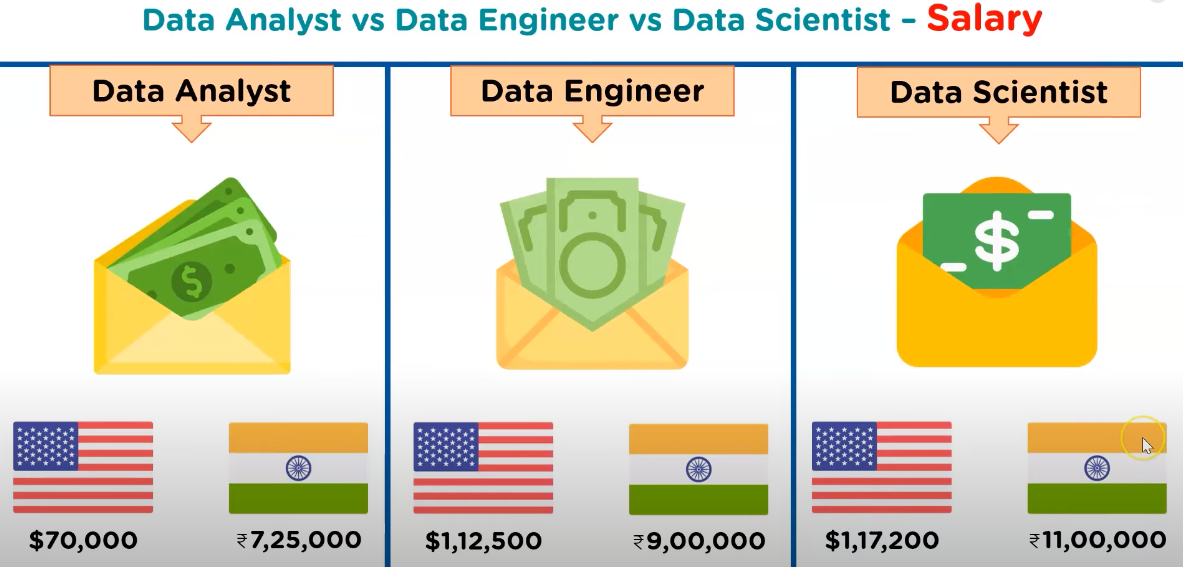 Data Analyst vs Data Engineer vs Data Scientist – Salary
Data Analyst
Data Engineer
Data Scientist
$
$
$70,000
₹7,25,000
$1,12,500
₹9,00,000
$1,17,200
₹11,00,000